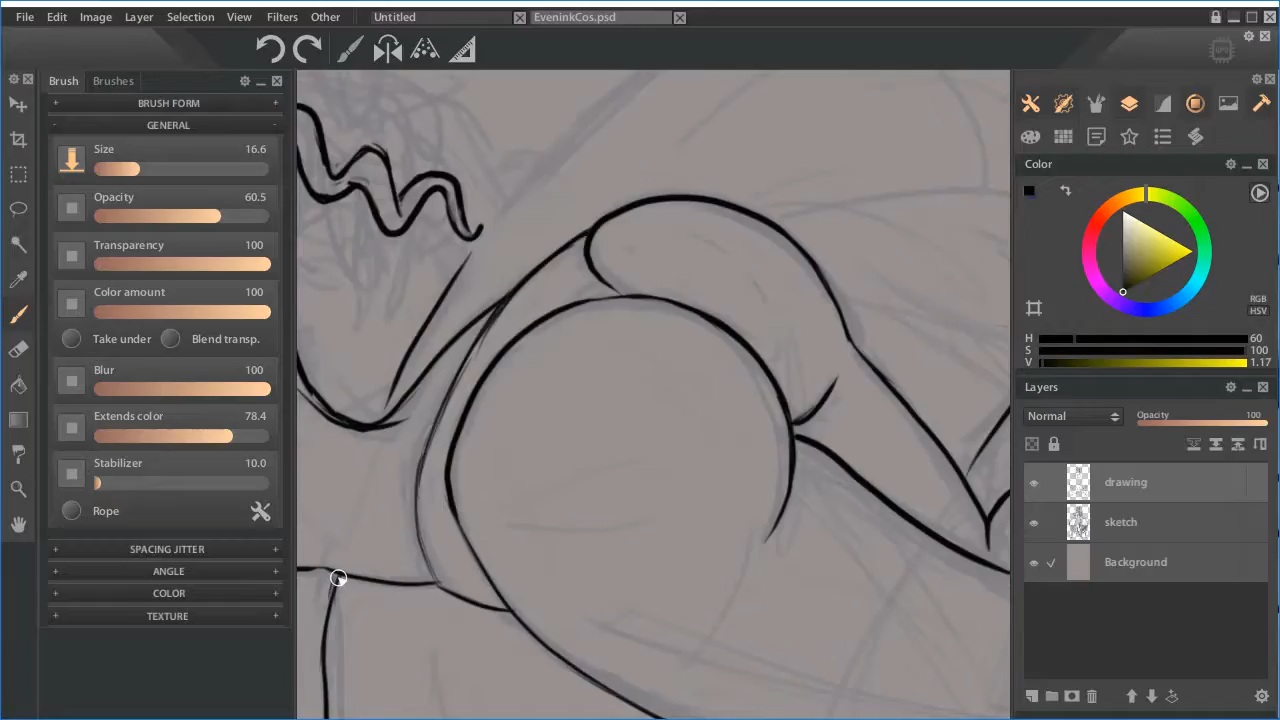 File Edit Image Layer Selection View Filters Other Untitled EveninkCos.psd
Brush Brushes
BRUSH FORM
GENERAL
Size 16.6
Opacity 60.5
Transparency 100
Color amount 100
Take under Blend transp.
Blur 100
Extends color 78.4
Stabilizer 10.0
Rope
SPACING JITTER
ANGLE
COLOR
TEXTURE
Color
RGB
HSV
H 60
S 100
V 1.17
Layers
Normal Opacity 100
drawing
sketch
Background